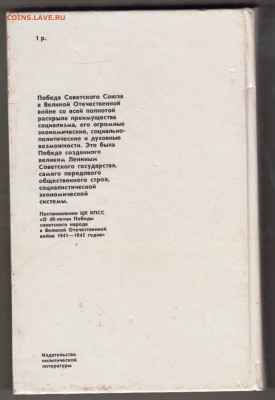 COINS.LAVE.RU
1 р.
Победа Советского Союза
в Великой Отечественной
войне со всей полнотой
раскрыла преимущества
социализма, его огромные
экономические, социально-
политические и духовные
возможности. Это была
Победа созданного
великим Лениным
Советского государства,
самого передового
общественного строя,
социалистической
экономической
системы.
Постановление ЦК КПСС
«О 40-летии Победы
советского народа
в Великой Отечественной
войне 1941—1945 годов»
Издательство
политической
литературы